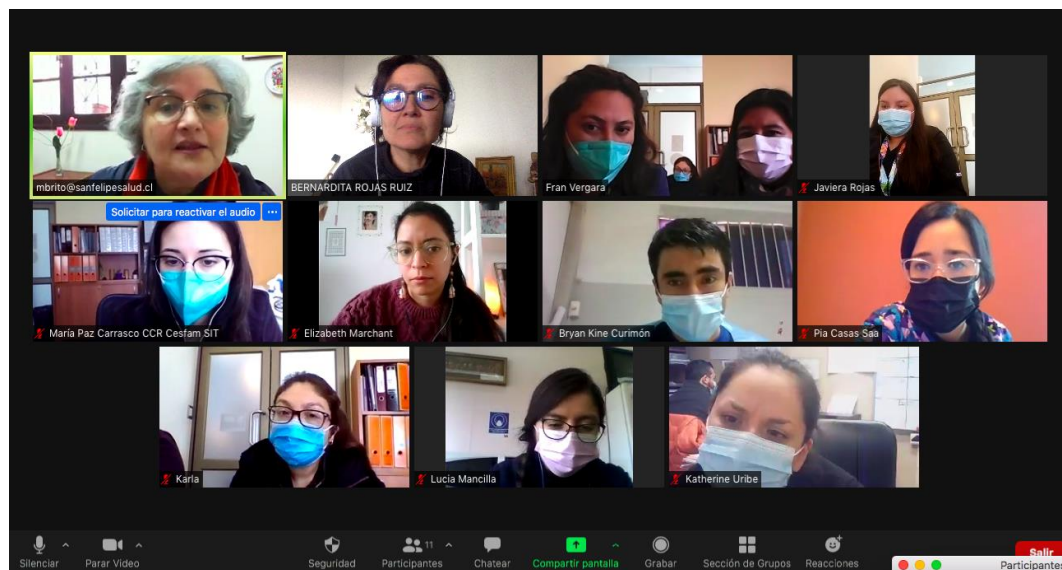 mbrito@sanfelipesalud.cl
BERNARDITA ROJAS RUIZ
Fran Vergara
Javiera Rojas
Solicitar para reactivar el audio
María Paz Carrasco CCR Cesfam SIT
Elizabeth Marchant
Bryan Kine Curimón
Pia Casas Saa
Karla
Lucia Mancilla
Katherine Uribe
Silenciar
Parar Video
Seguridad
Participantes
11
Chatear
Compartir pantalla
Grabar
Sección de Grupos
Reacciones
Salir
Participante